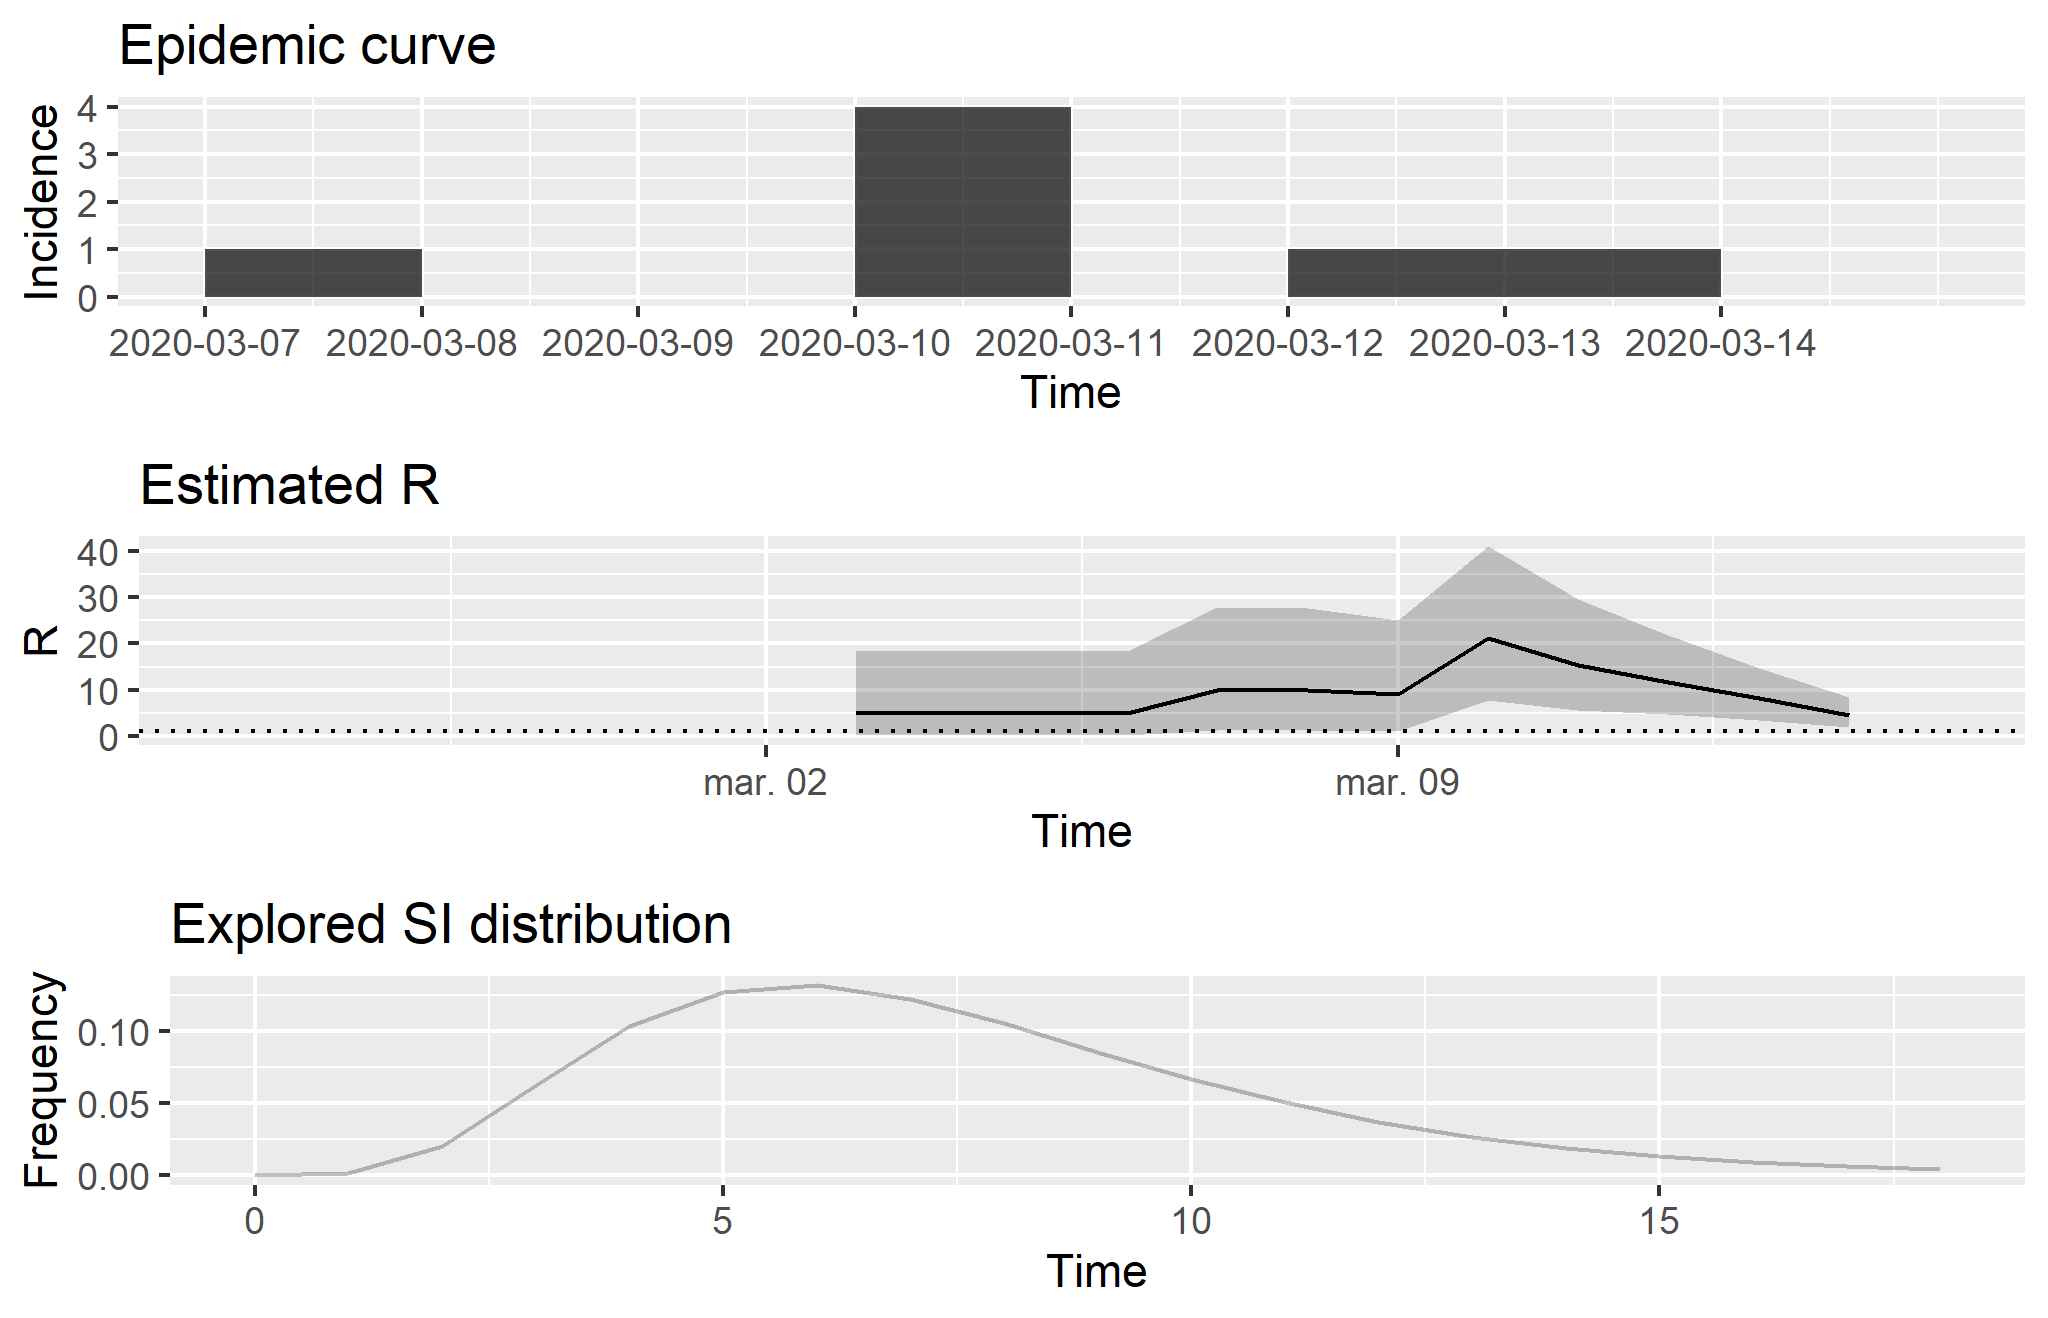 Epidemic curve
Incidence
4
3
2
1
0
2020-03-07 2020-03-08 2020-03-09 2020-03-10 2020-03-11 2020-03-12 2020-03-13 2020-03-14
Time
Estimated R
R
40
30
20
10
0
mar. 02 mar. 09
Time
Explored SI distribution
Frequency
0.10
0.05
0.00
0 5 10 15
Time